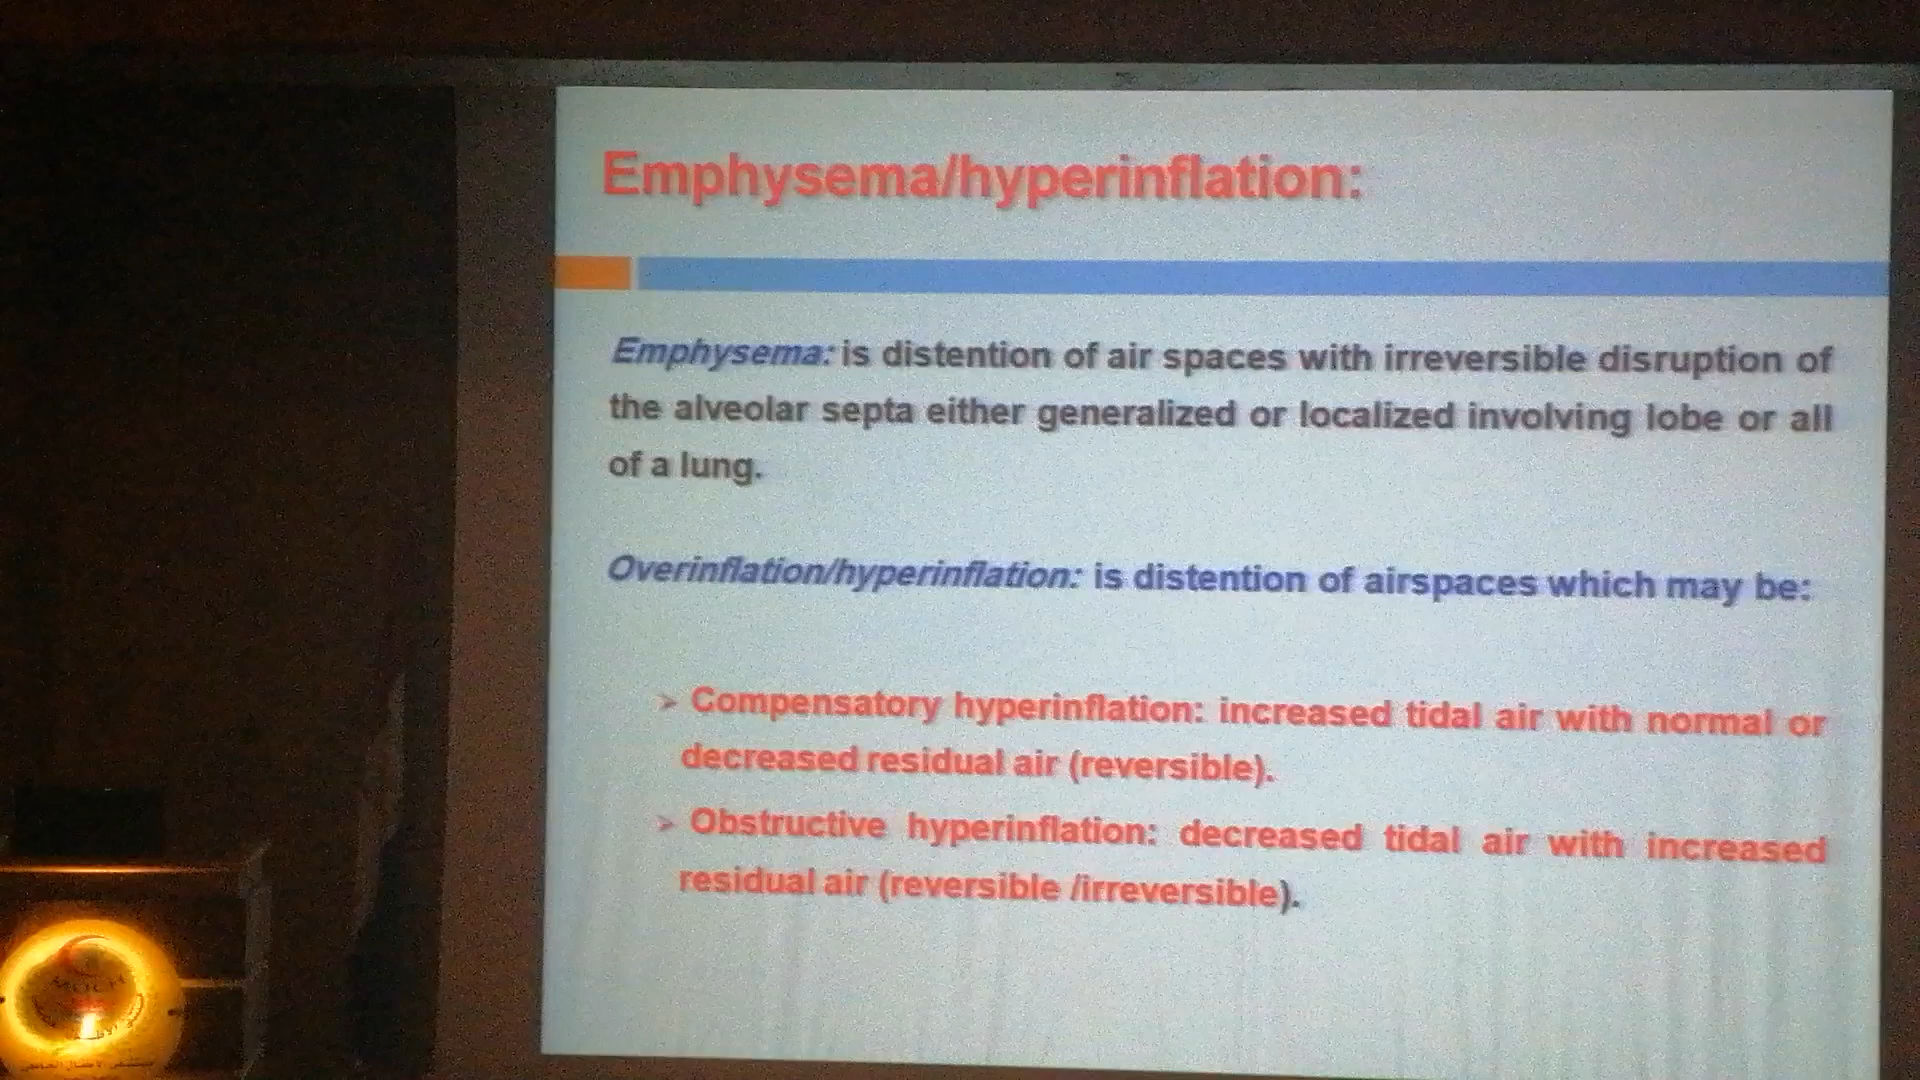 Emphysema/hyperinflation:
Emphysema: is distention of air spaces with irreversible disruption of
the alveolar septa either generalized or localized involving lobe or all
of a lung.
Overinflation/hyperinflation: is distention of airspaces which may be:
➢ Compensatory hyperinflation: increased tidal air with normal or
decreased residual air (reversible).
➢ Obstructive hyperinflation: decreased tidal air with increased
residual air (reversible /irreversible).
MUCH